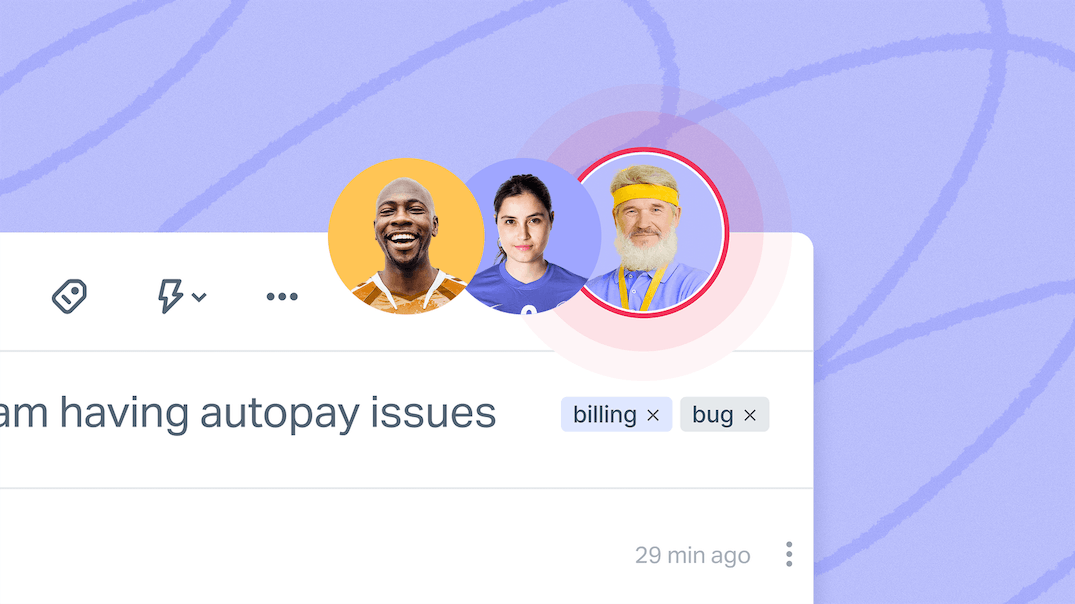 am having autopay issues
billing ×
bug ×
29 min ago